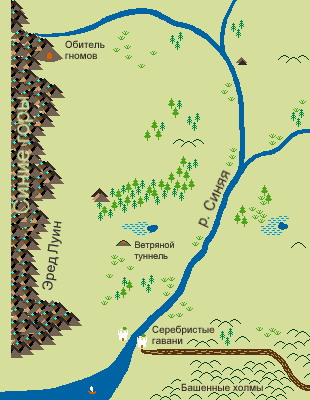 Обитель
гномов
Синие горы
р. Синяя
Эред Луин
Ветряной
туннель
Серебристые
гавани
Башенные холмы